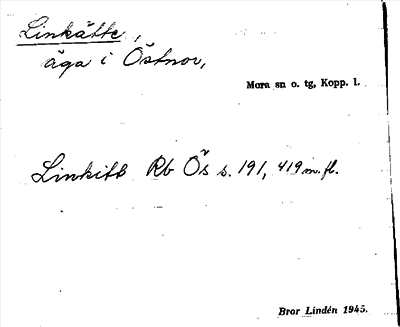 Linkätte,
äga i Östnor,
Mora sn o. tg, Kopp. l.
Linkitt Rb Ös s. 191, 419 m. fl.
Bror Lindén 1945.